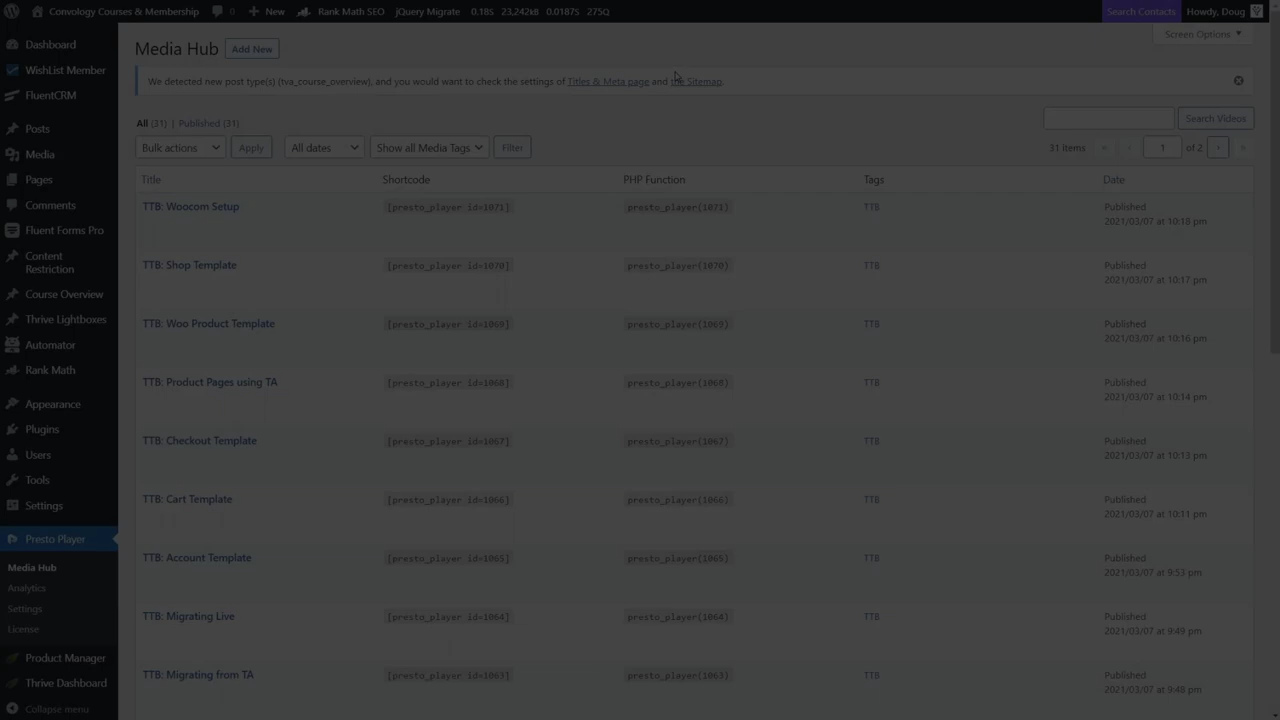 Convology Courses & Membership 0 New Rank Math SEO jQuery Migrate 0.18S 23,242kB 0.0187S 275Q Search Contacts Howdy, Doug
Dashboard
WishList Member
FluentCRM
Posts
Media
Pages
Comments
Fluent Forms Pro
Content
Restriction
Course Overview
Thrive Lightboxes
Automator
Rank Math
Appearance
Plugins
Users
Tools
Settings
Presto Player
Media Hub
Analytics
Settings
License
Product Manager
Thrive Dashboard
Collapse menu
Screen Options
Media Hub Add New
We detected new post type(s) (tva_course_overview), and you would want to check the settings of Titles & Meta page and the Sitemap.
All (31) | Published (31)
Search Videos
Bulk actions Apply All dates Show all Media Tags Filter
31 items « ‹ 1 of 2 › »
Title Shortcode PHP Function Tags Date
TTB: Woocom Setup [presto_player id=1071] presto_player(1071) TTB Published
2021/03/07 at 10:18 pm
TTB: Shop Template [presto_player id=1070] presto_player(1070) TTB Published
2021/03/07 at 10:17 pm
TTB: Woo Product Template [presto_player id=1069] presto_player(1069) TTB Published
2021/03/07 at 10:16 pm
TTB: Product Pages using TA [presto_player id=1068] presto_player(1068) TTB Published
2021/03/07 at 10:14 pm
TTB: Checkout Template [presto_player id=1067] presto_player(1067) TTB Published
2021/03/07 at 10:13 pm
TTB: Cart Template [presto_player id=1066] presto_player(1066) TTB Published
2021/03/07 at 10:11 pm
TTB: Account Template [presto_player id=1065] presto_player(1065) TTB Published
2021/03/07 at 9:53 pm
TTB: Migrating Live [presto_player id=1064] presto_player(1064) TTB Published
2021/03/07 at 9:49 pm
TTB: Migrating from TA [presto_player id=1063] presto_player(1063) TTB Published
2021/03/07 at 9:48 pm